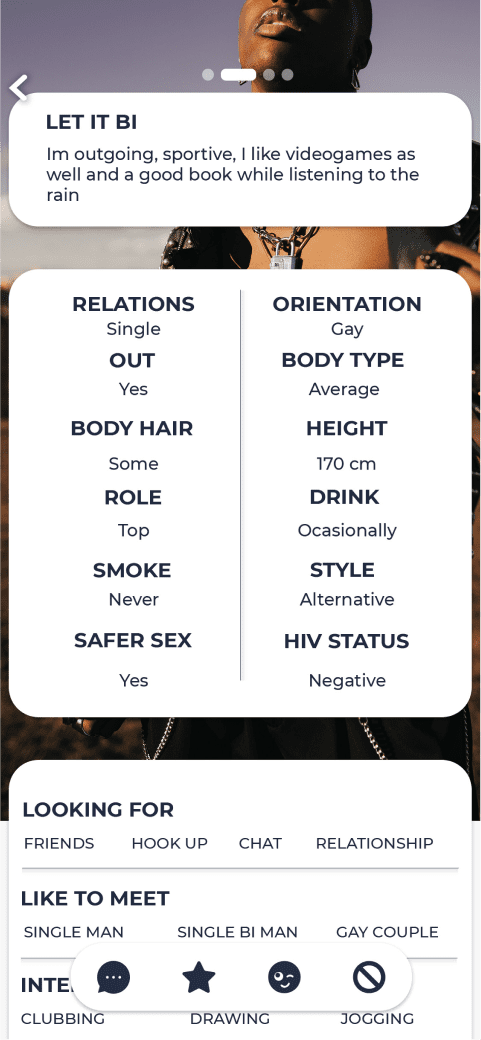 LET IT BI
Im outgoing, sportive, I like videogames as
well and a good book while listening to the
rain
RELATIONS
Single
OUT
Yes
BODY HAIR
Some
ROLE
Top
SMOKE
Never
SAFER SEX
Yes
ORIENTATION
Gay
BODY TYPE
Average
HEIGHT
170 cm
DRINK
Ocasionally
STYLE
Alternative
HIV STATUS
Negative
LOOKING FOR
FRIENDS HOOK UP CHAT RELATIONSHIP
LIKE TO MEET
SINGLE MAN SINGLE BI MAN GAY COUPLE
CLUBBING DRAWING JOGGING